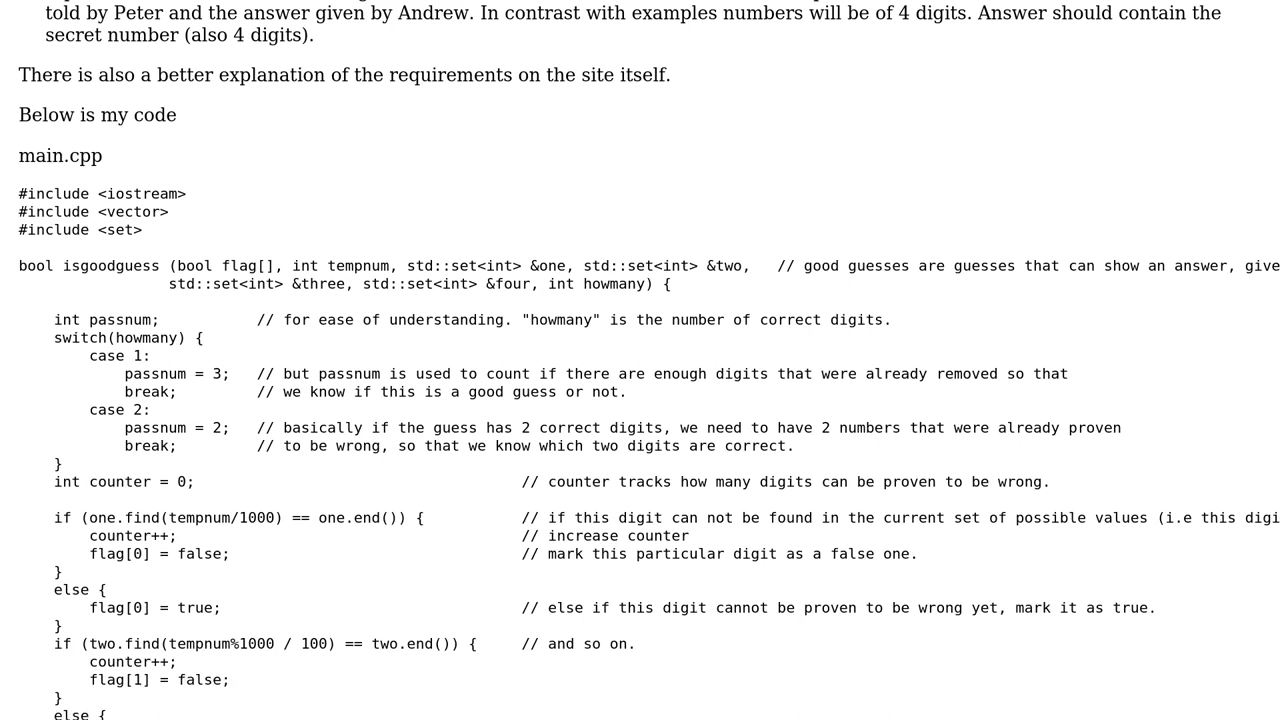 told by Peter and the answer given by Andrew. In contrast with examples numbers will be of 4 digits. Answer should contain the
secret number (also 4 digits).
There is also a better explanation of the requirements on the site itself.
Below is my code
main.cpp
#include <iostream>
#include <vector>
#include <set>
bool isgoodguess (bool flag[], int tempnum, std::set<int> &one, std::set<int> &two,   // good guesses are guesses that can show an answer, give
                 std::set<int> &three, std::set<int> &four, int howmany) {
    int passnum;           // for ease of understanding. "howmany" is the number of correct digits.
    switch(howmany) {
        case 1:
            passnum = 3;   // but passnum is used to count if there are enough digits that were already removed so that
            break;         // we know if this is a good guess or not.
        case 2:
            passnum = 2;   // basically if the guess has 2 correct digits, we need to have 2 numbers that were already proven
            break;         // to be wrong, so that we know which two digits are correct.
    }
    int counter = 0;                                     // counter tracks how many digits can be proven to be wrong.
    if (one.find(tempnum/1000) == one.end()) {           // if this digit can not be found in the current set of possible values (i.e this digi
        counter++;                                       // increase counter
        flag[0] = false;                                 // mark this particular digit as a false one.
    }
    else {
        flag[0] = true;                                  // else if this digit cannot be proven to be wrong yet, mark it as true.
    }
    if (two.find(tempnum%1000 / 100) == two.end()) {     // and so on.
        counter++;
        flag[1] = false;
    }
    else {